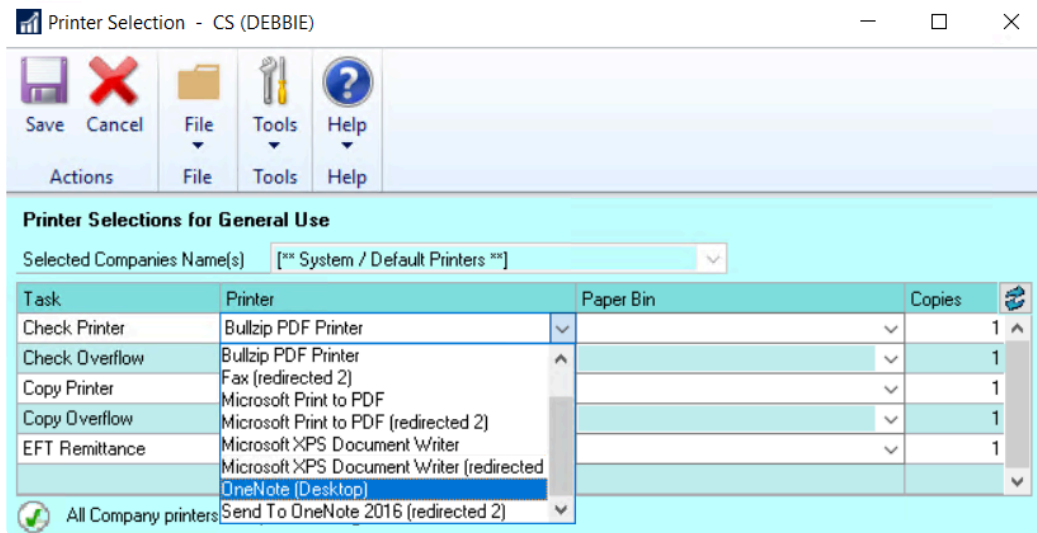 Printer Selection - CS (DEBBIE)
Save Cancel File Tools Help
Actions File Tools Help
Printer Selections for General Use
Selected Companies Name(s) [** System / Default Printers **]
Task Printer Paper Bin Copies
Check Printer Bullzip PDF Printer 1
Check Overflow Bullzip PDF Printer 1
Fax (redirected 2)
Copy Printer Microsoft Print to PDF 1
Copy Overflow Microsoft Print to PDF (redirected 2) 1
EFT Remittance Microsoft XPS Document Writer 1
Microsoft XPS Document Writer (redirected
OneNote (Desktop)
All Company printers Send To OneNote 2016 (redirected 2)